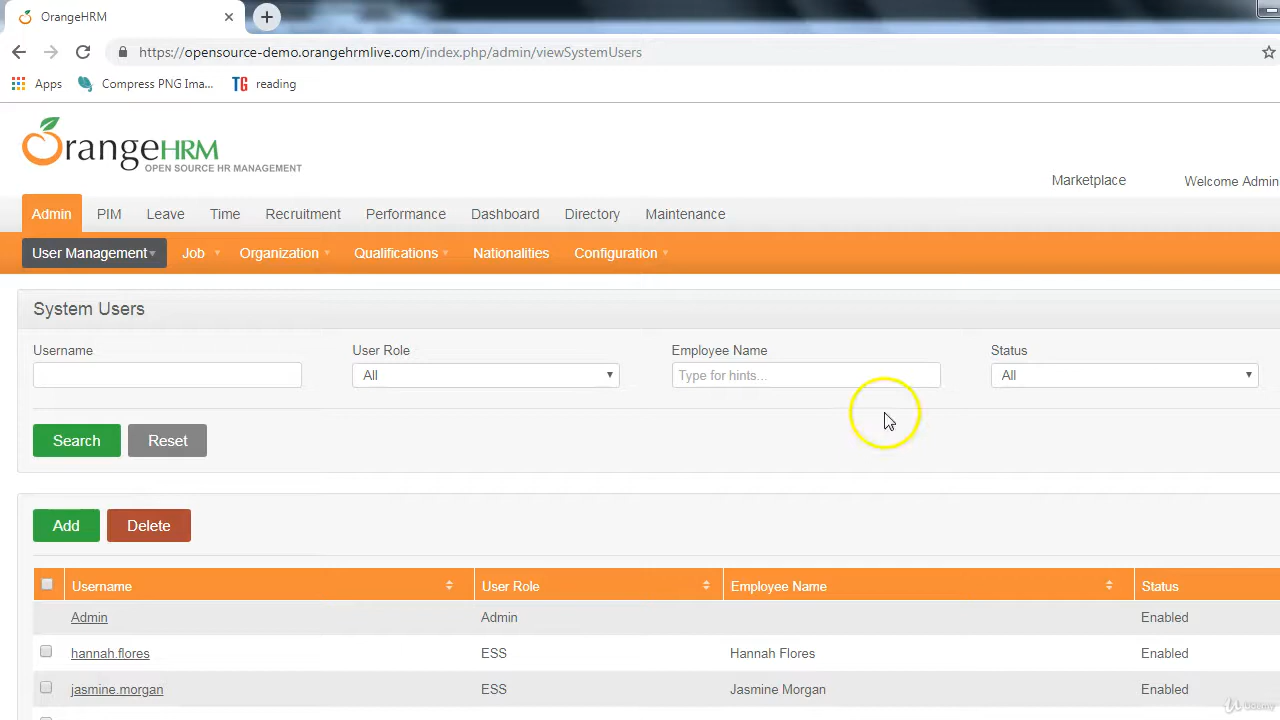 OrangeHRM
https://opensource-demo.orangehrmlive.com/index.php/admin/viewSystemUsers
Apps Compress PNG Ima... TG reading
OrangeHRM
OPEN SOURCE HR MANAGEMENT
Marketplace Welcome Admin
Admin PIM Leave Time Recruitment Performance Dashboard Directory Maintenance
User Management Job Organization Qualifications Nationalities Configuration
System Users
Username User Role Employee Name Status
All Type for hints... All
Search Reset
Add Delete
Username User Role Employee Name Status
Admin Admin Enabled
hannah.flores ESS Hannah Flores Enabled
jasmine.morgan ESS Jasmine Morgan Enabled
Udemy